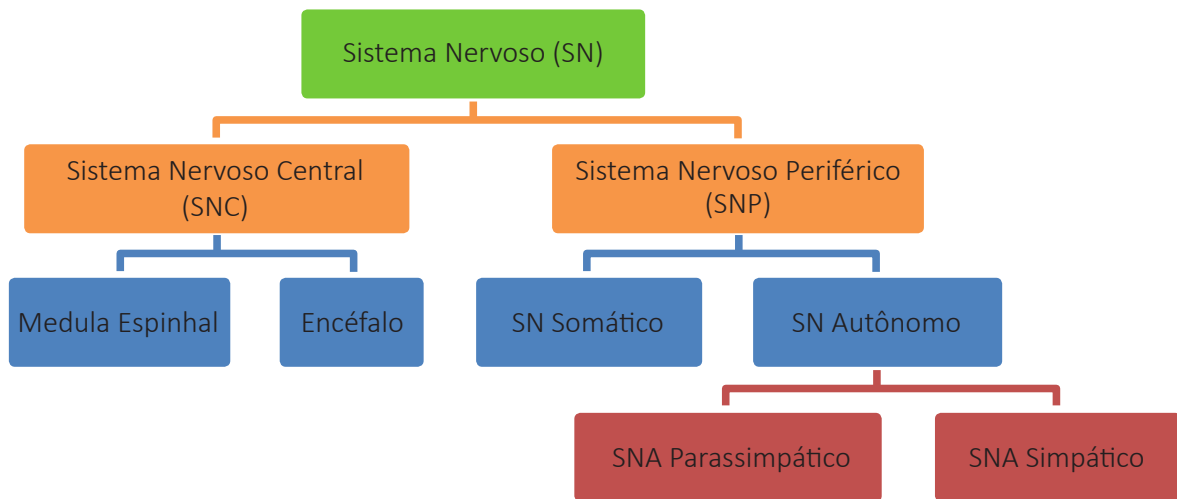 Sistema Nervoso (SN)
Sistema Nervoso Central
(SNC)
Sistema Nervoso Periférico
(SNP)
Medula Espinhal
Encéfalo
SN Somático
SN Autônomo
SNA Parassimpático
SNA Simpático